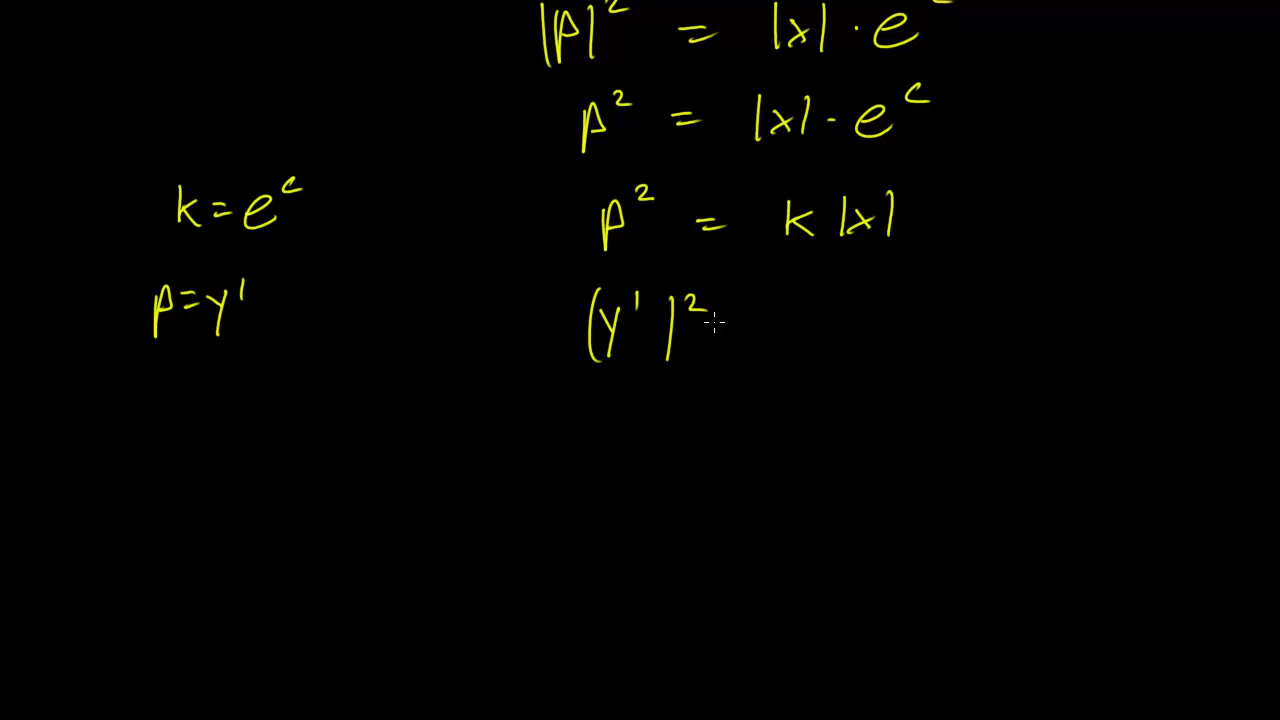 |p|² = |x| · e^c
p² = |x| · e^c
k = e^c
p² = k |x|
p = y'
(y')²